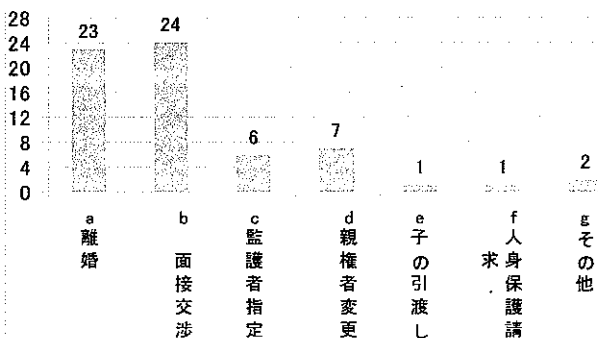 28
24
20
16
12
8
4
0
23
24
6
7
1
1
2
a 離婚
b 面接交渉
c 監護者指定
d 親権者変更
e 子の引渡し
f 人身保護請求.
g その他